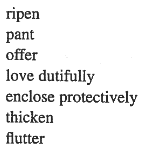 ripen
pant
offer
love dutifully
enclose protectively
thicken
flutter